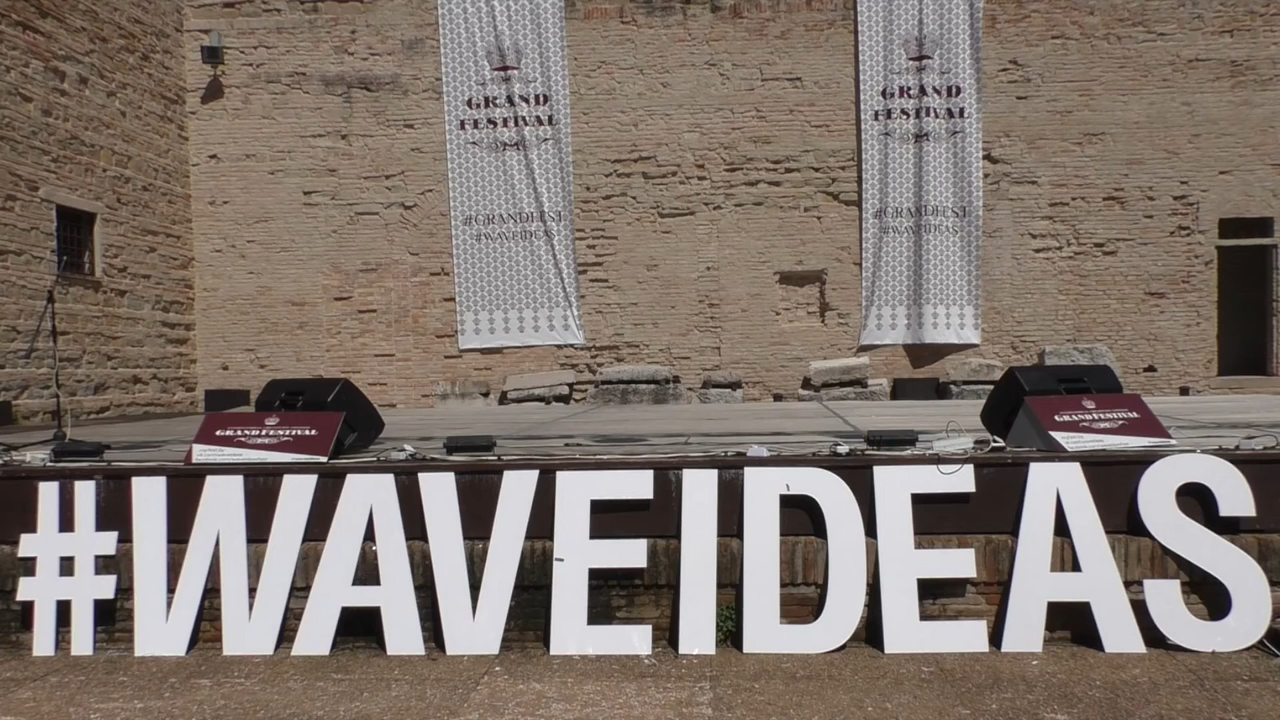 GRAND
FESTIVAL
#GRANDFEST
#WAVEIDEAS
GRAND
FESTIVAL
#GRANDFEST
#WAVEIDEAS
GRAND FESTIVAL
GRAND FESTIVAL
#WAVEIDEAS